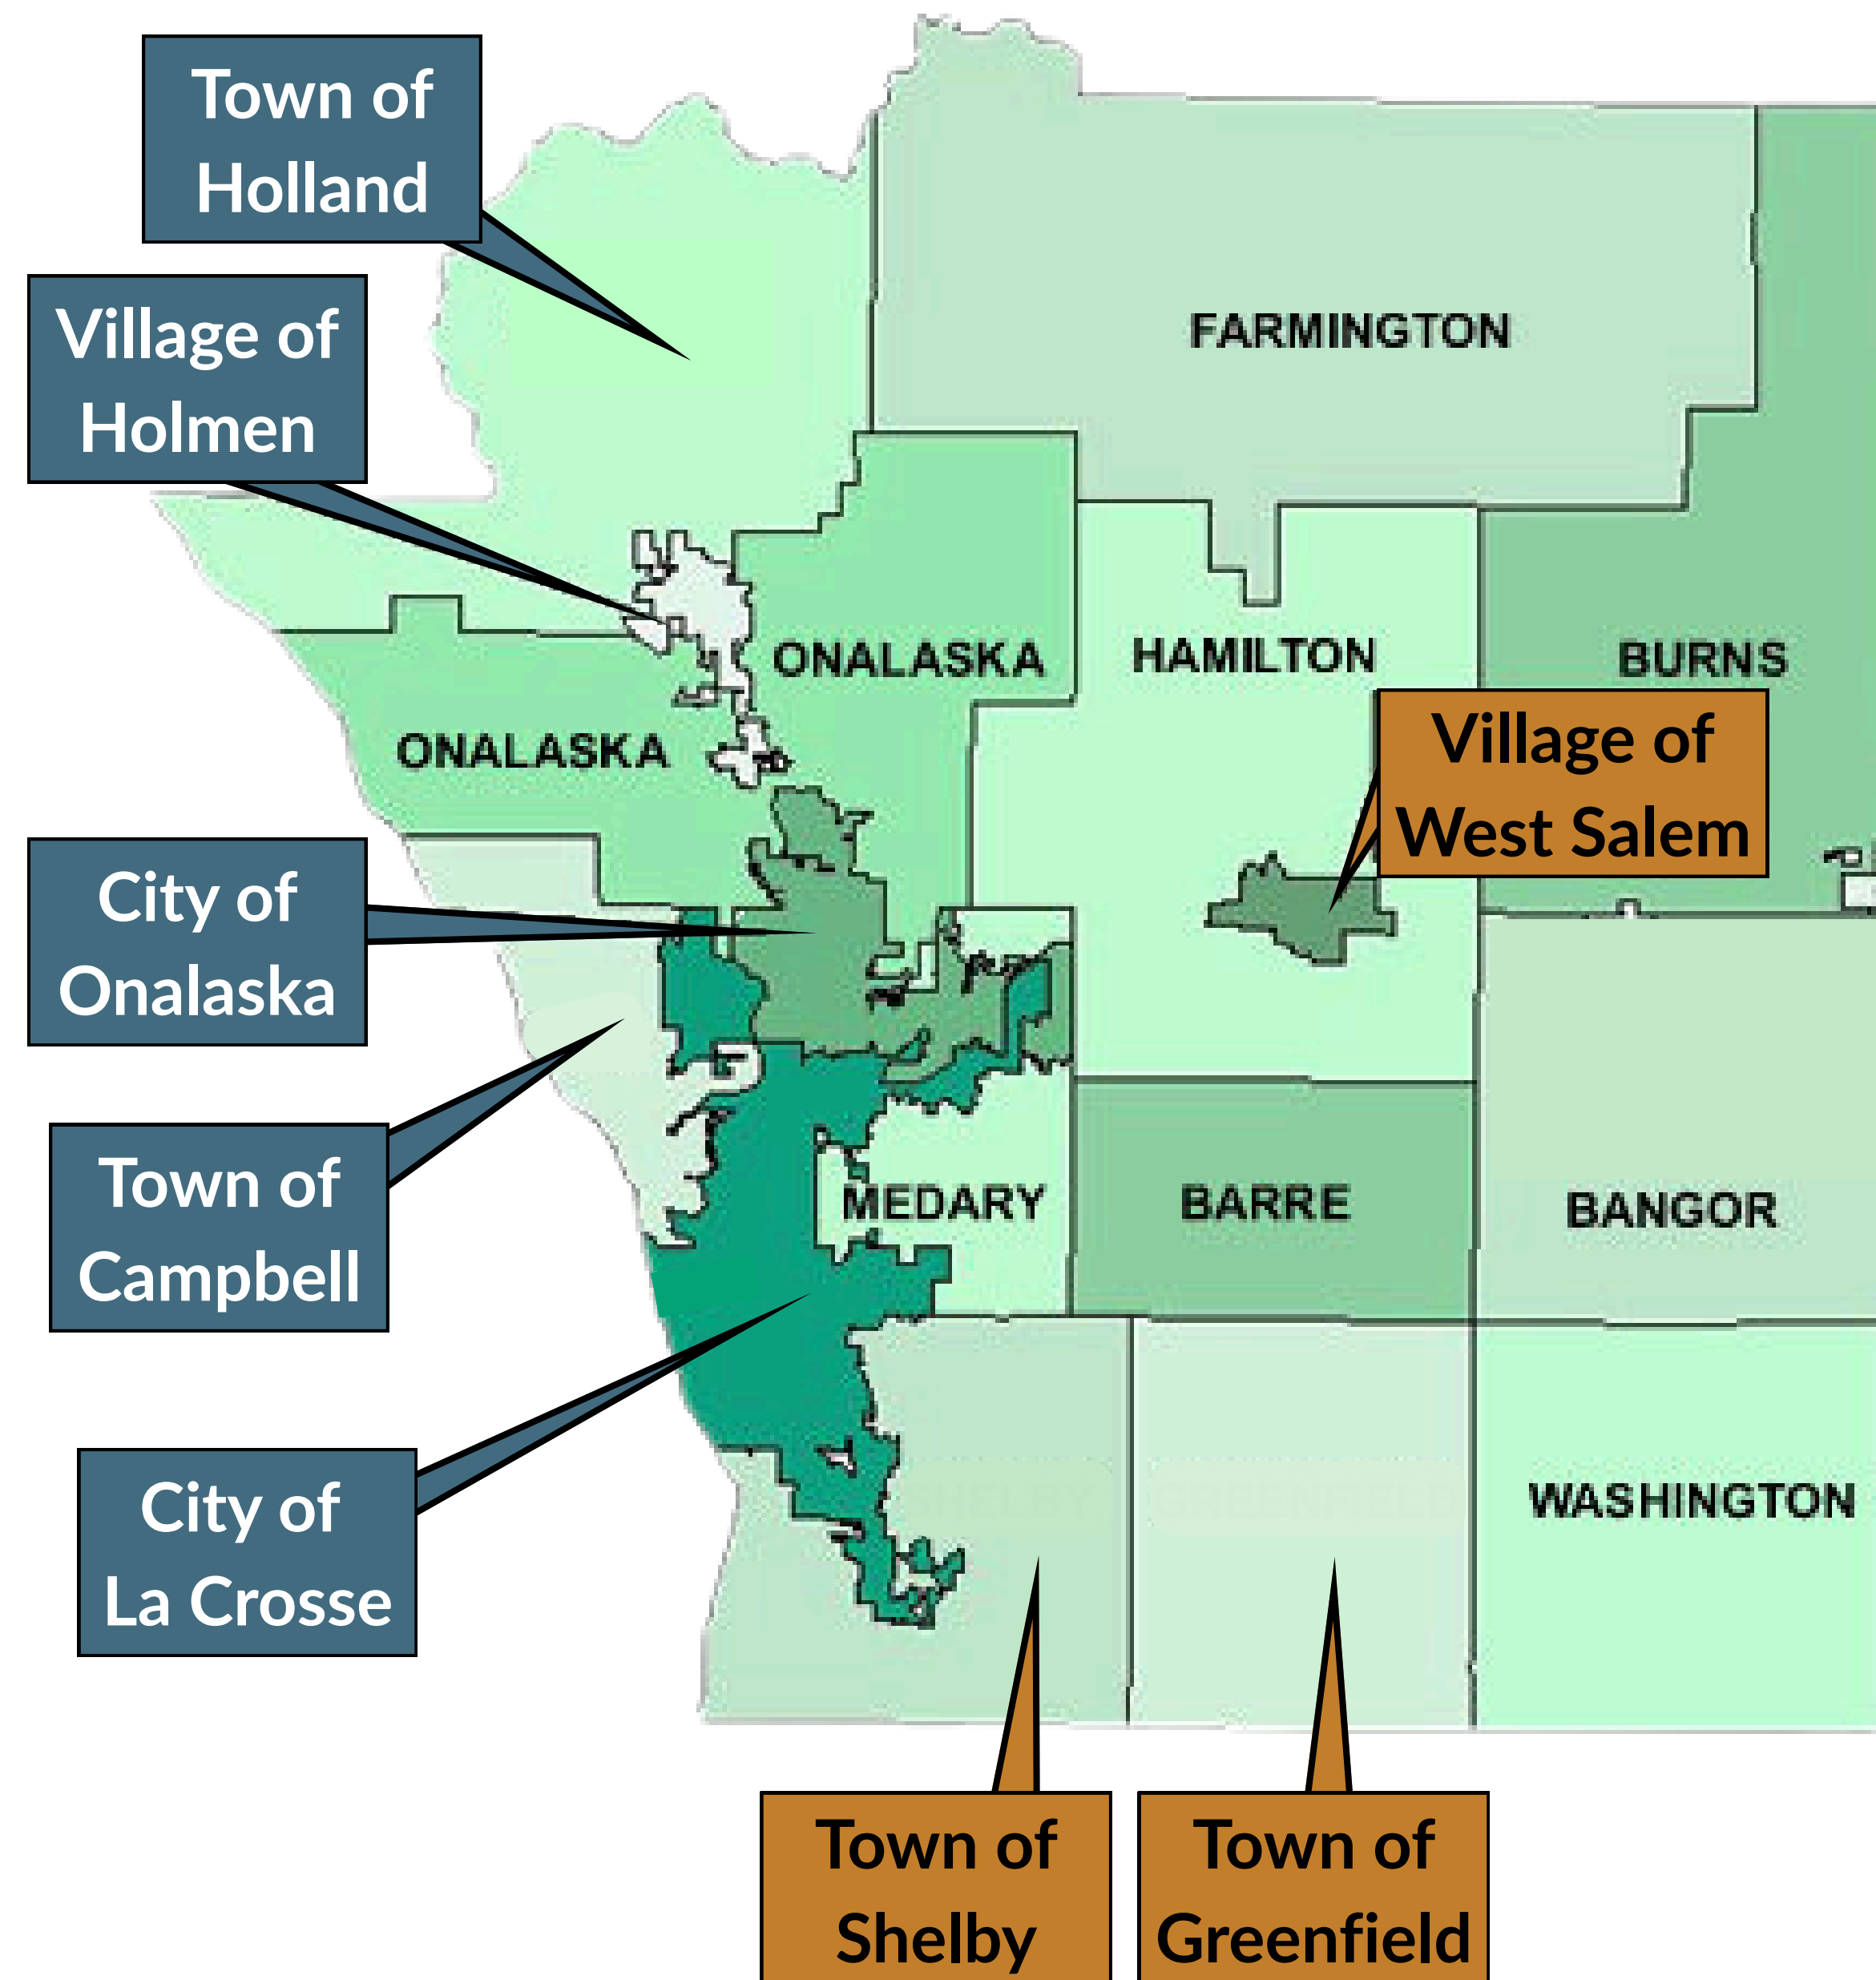 Town of
Holland
Village of
Holmen
FARMINGTON
ONALASKA
HAMILTON
BURNS
ONALASKA
Village of
West Salem
City of
Onalaska
Town of
Campbell
MEDARY
BARRE
BANGOR
City of
La Crosse
WASHINGTON
Town of
Shelby
Town of
Greenfield